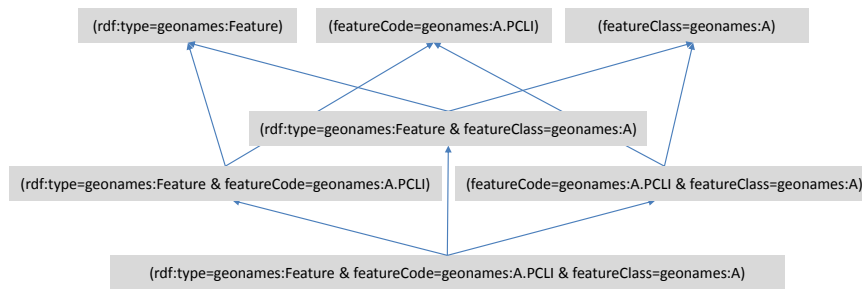 (rdf:type=geonames:Feature)
(featureCode=geonames:A.PCLI)
(featureClass=geonames:A)
(rdf:type=geonames:Feature & featureClass=geonames:A)
(rdf:type=geonames:Feature & featureCode=geonames:A.PCLI)
(featureCode=geonames:A.PCLI & featureClass=geonames:A)
(rdf:type=geonames:Feature & featureCode=geonames:A.PCLI & featureClass=geonames:A)